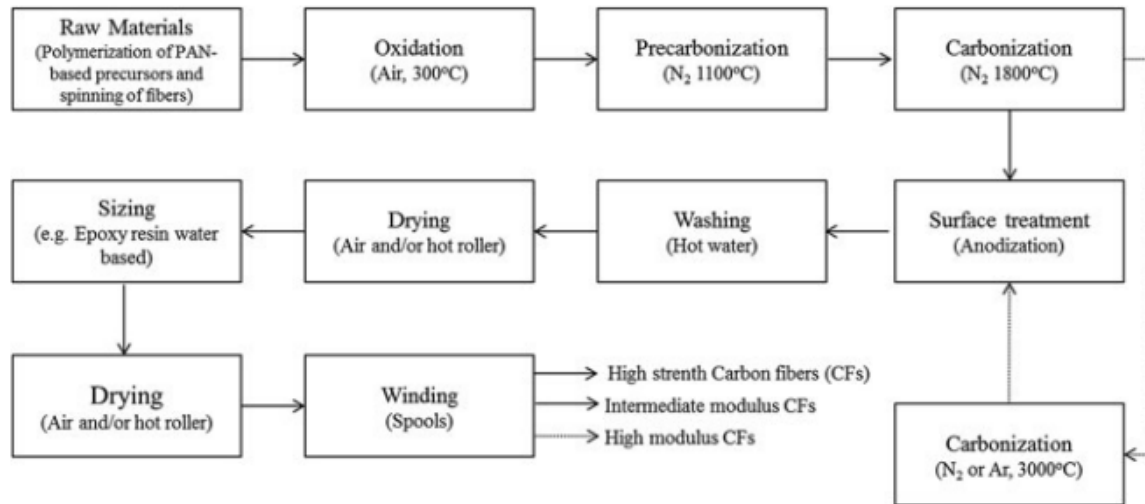 Raw Materials
(Polymerization of PAN-
based precursors and
spinning of fibers)
Oxidation
(Air, 300°C)
Precarbonization
(N₂ 1100°C)
Carbonization
(N₂ 1800°C)
Sizing
(e.g. Epoxy resin water
based)
Drying
(Air and/or hot roller)
Washing
(Hot water)
Surface treatment
(Anodization)
Drying
(Air and/or hot roller)
Winding
(Spools)
High strenth Carbon fibers (CFs)
Intermediate modulus CFs
High modulus CFs
Carbonization
(N₂ or Ar, 3000°C)